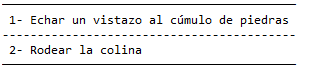 1- Echar un vistazo al cúmulo de piedras
2- Rodear la colina